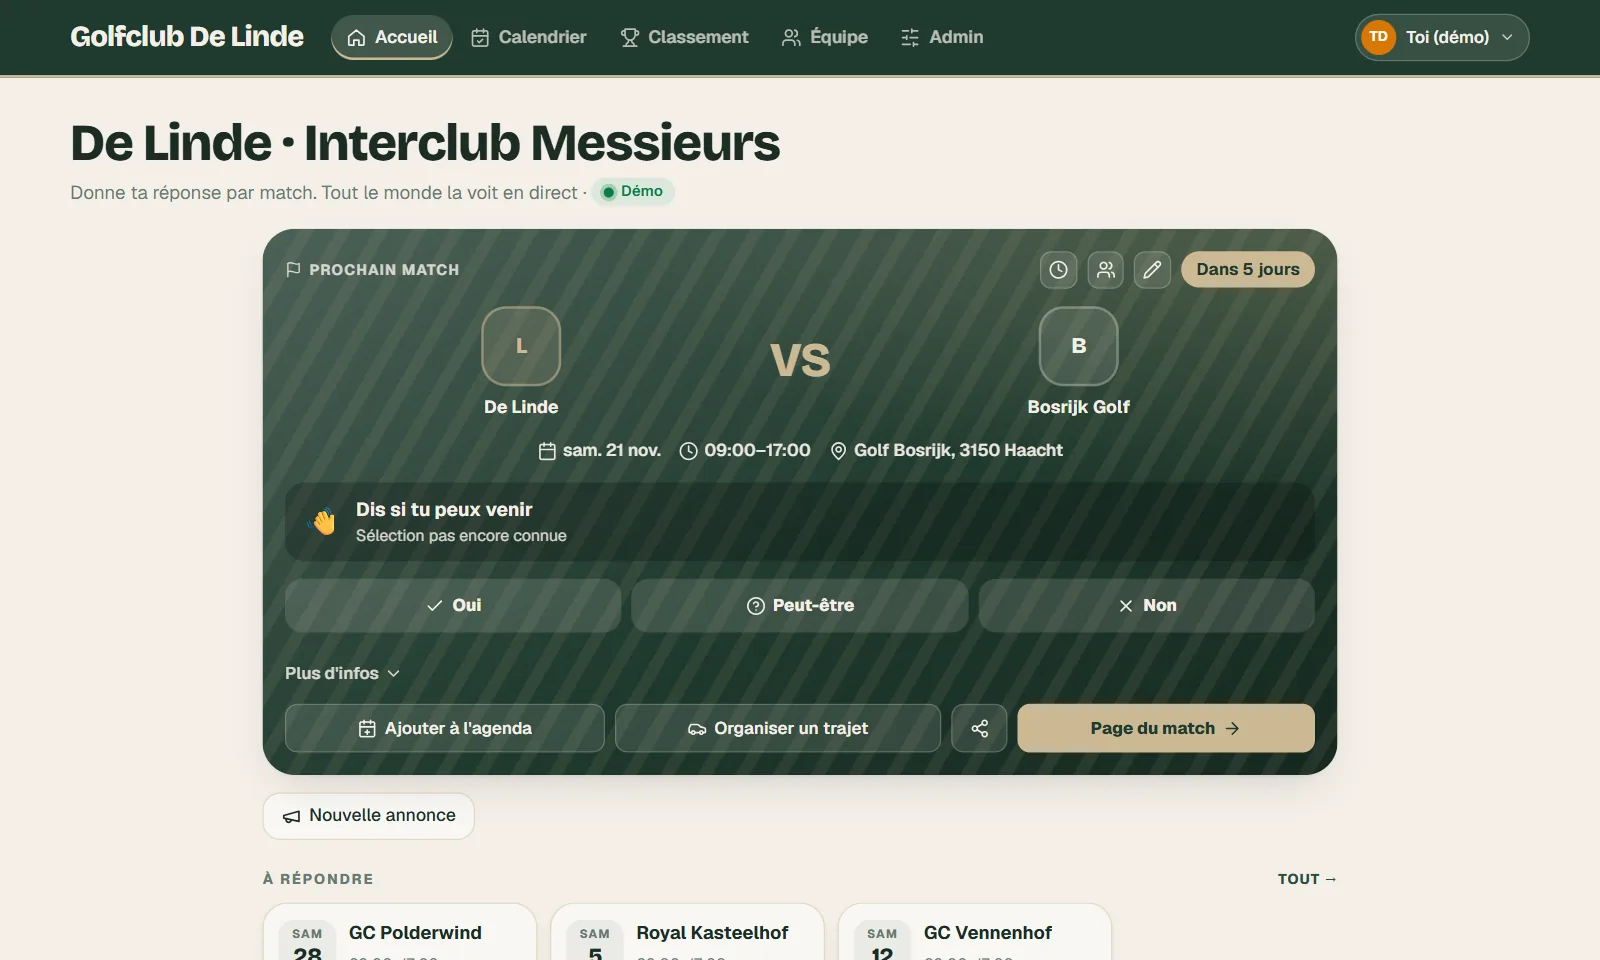 Golfclub De Linde
Accueil
Calendrier
Classement
Équipe
Admin
TD
Toi (démo)
De Linde · Interclub Messieurs
Donne ta réponse par match. Tout le monde la voit en direct · Démo
PROCHAIN MATCH
Dans 5 jours
L
VS
B
De Linde
Bosrijk Golf
sam. 21 nov.
09:00–17:00
Golf Bosrijk, 3150 Haacht
Dis si tu peux venir
Sélection pas encore connue
Oui
Peut-être
Non
Plus d'infos
Ajouter à l'agenda
Organiser un trajet
Page du match →
Nouvelle annonce
À RÉPONDRE
TOUT →
SAM
28
GC Polderwind
SAM
5
Royal Kasteelhof
SAM
12
GC Vennenhof